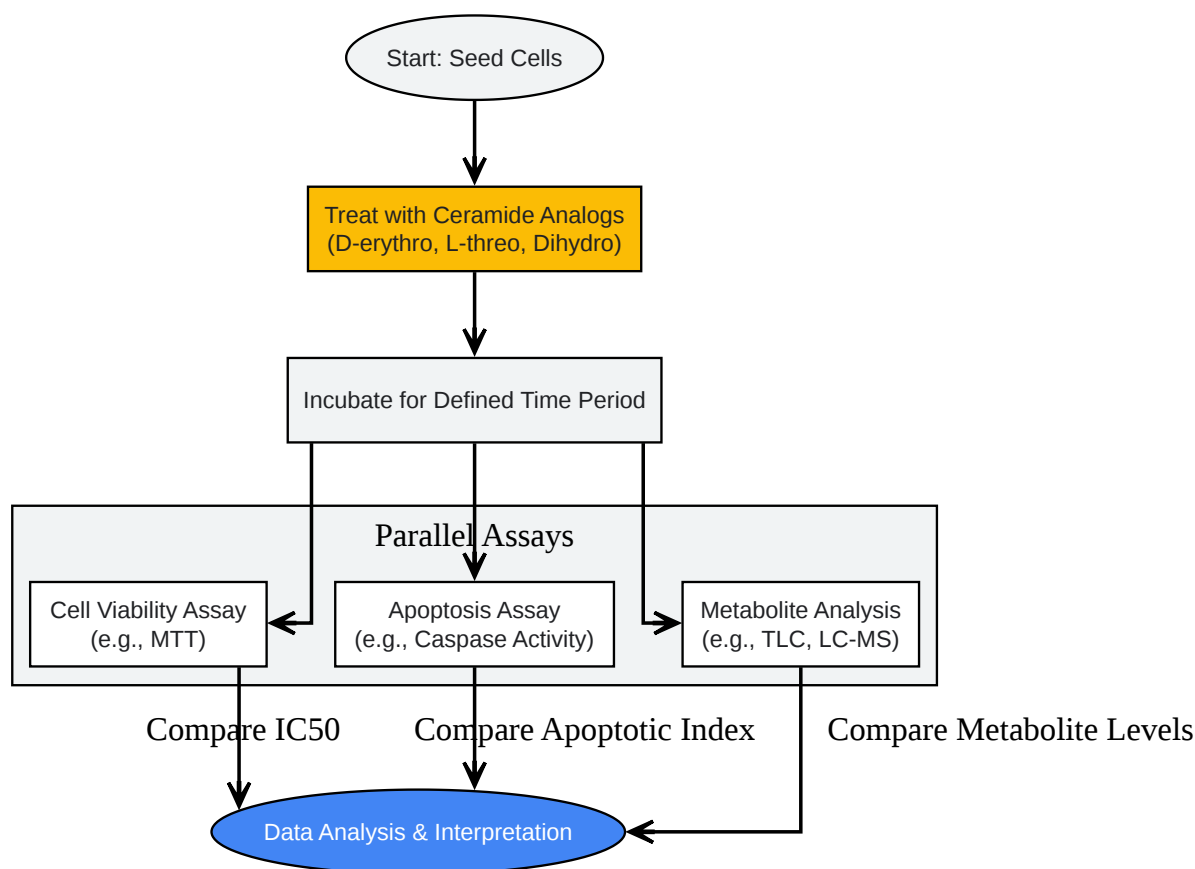 Start: Seed Cells
Treat with Ceramide Analogs
(D-erythro, L-threo, Dihydro)
Incubate for Defined Time Period
Parallel Assays
Cell Viability Assay
(e.g., MTT)
Apoptosis Assay
(e.g., Caspase Activity)
Metabolite Analysis
(e.g., TLC, LC-MS)
Compare IC50
Compare Apoptotic Index
Compare Metabolite Levels
Data Analysis & Interpretation